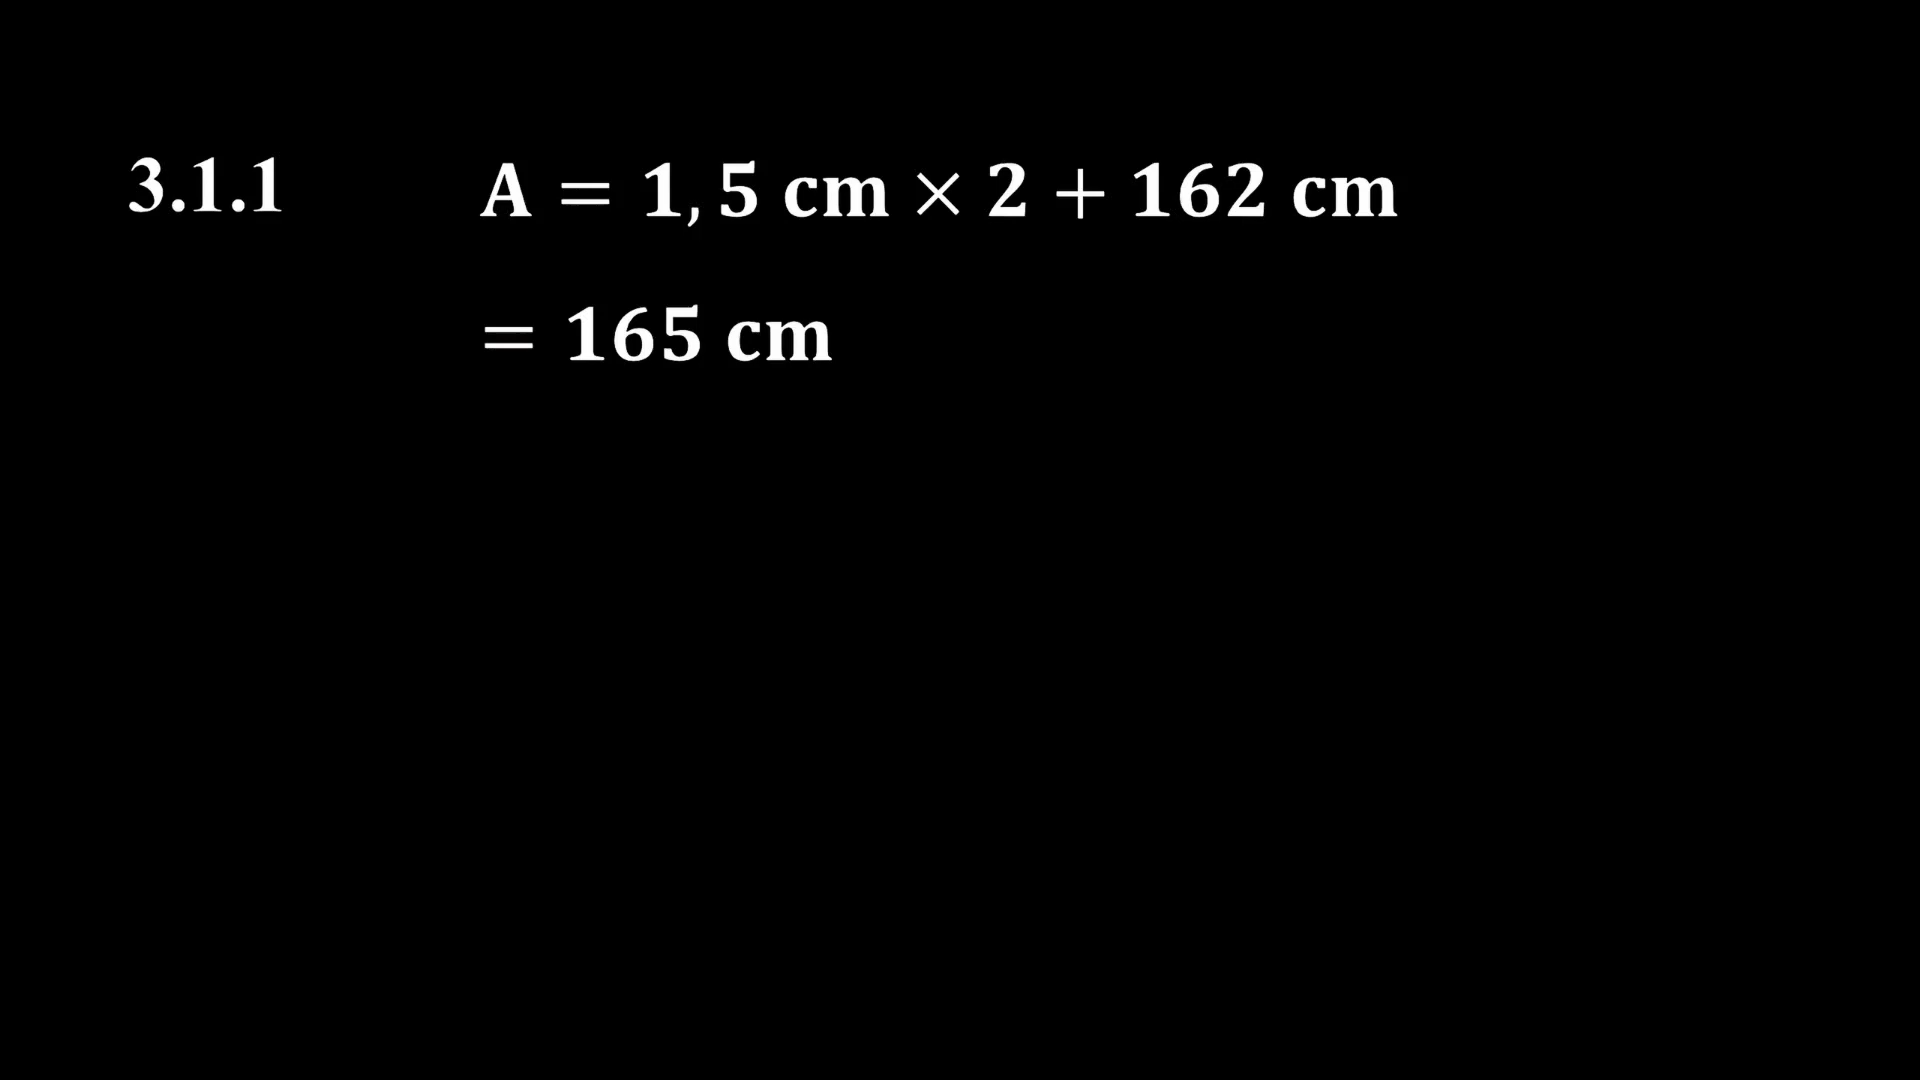 3.1.1 A = 1,5 cm × 2 + 162 cm
= 165 cm